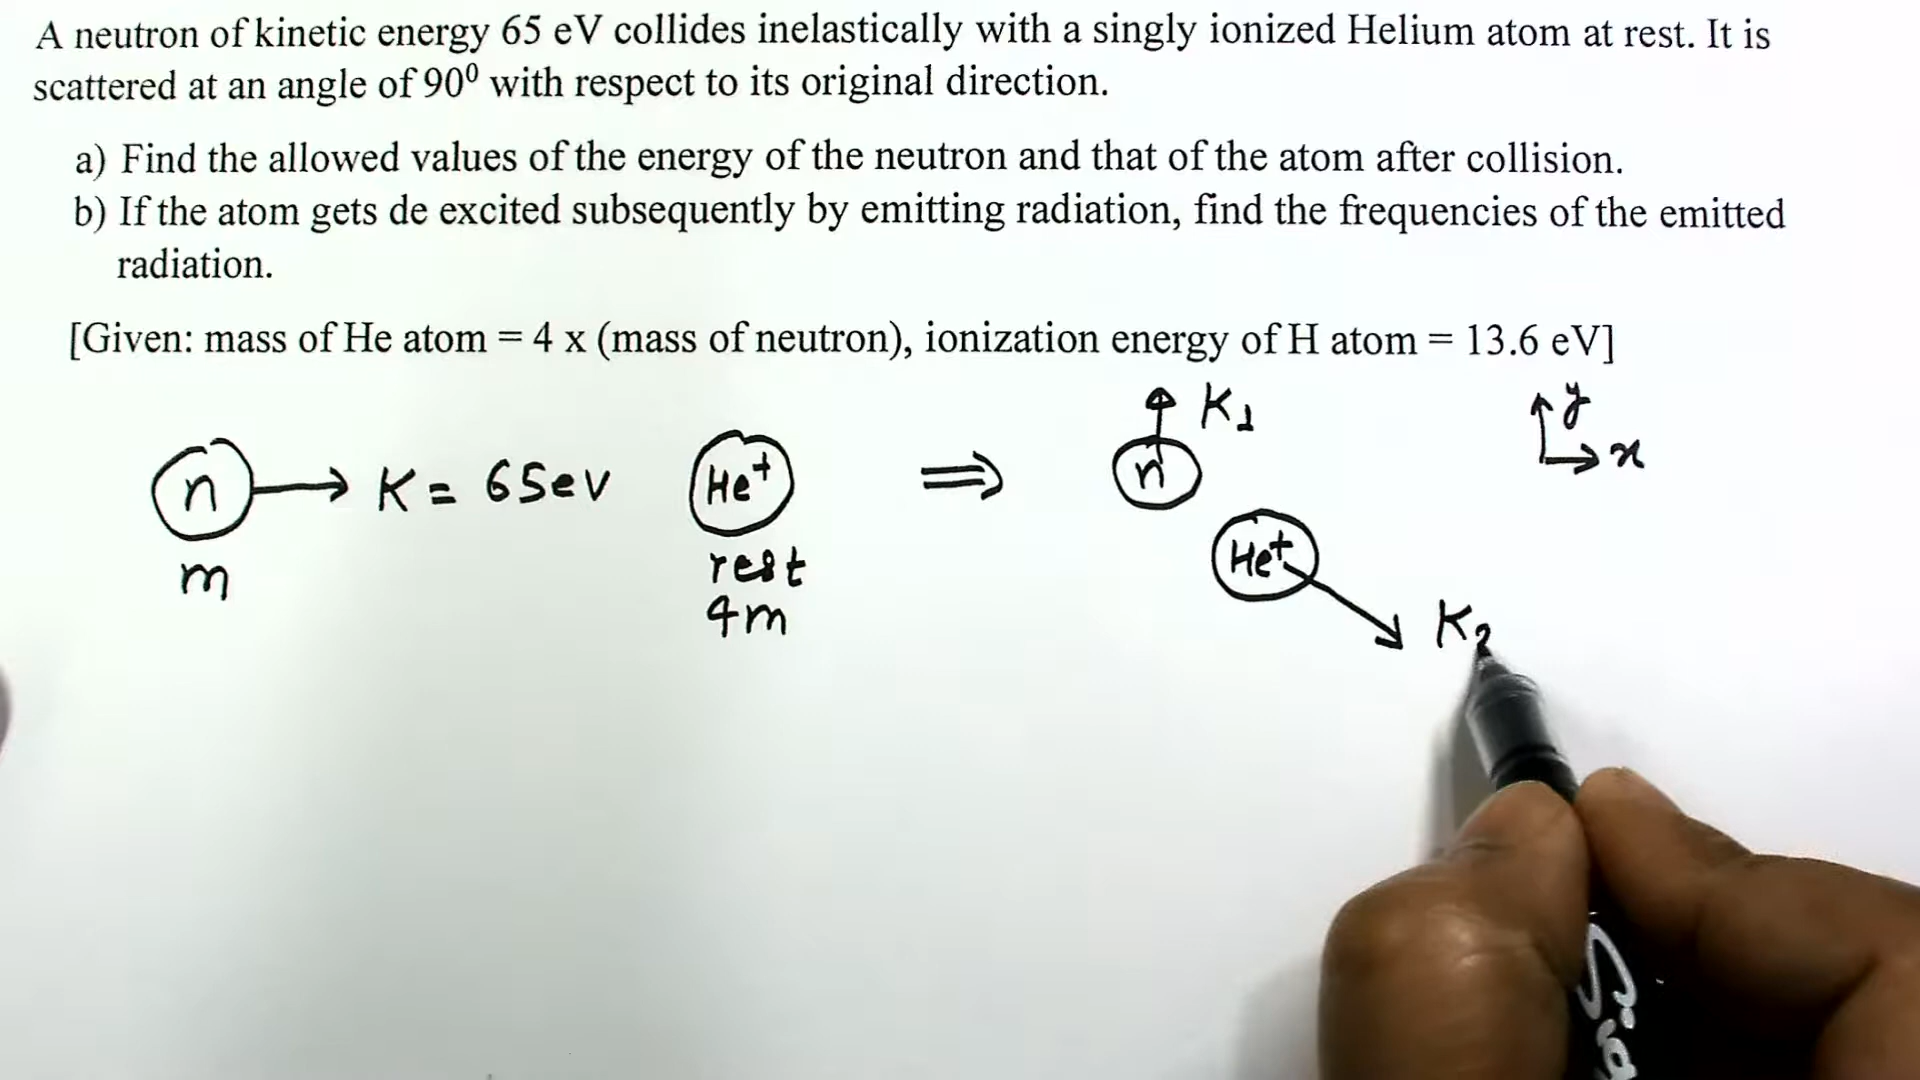 A neutron of kinetic energy 65 eV collides inelastically with a singly ionized Helium atom at rest. It is
scattered at an angle of 90⁰ with respect to its original direction.
a) Find the allowed values of the energy of the neutron and that of the atom after collision.
b) If the atom gets de excited subsequently by emitting radiation, find the frequencies of the emitted
radiation.
[Given: mass of He atom = 4 x (mass of neutron), ionization energy of H atom = 13.6 eV]
n → K = 65ev He⁺ ⇒ n K₁ y x
rest He⁺
m 4m K₂